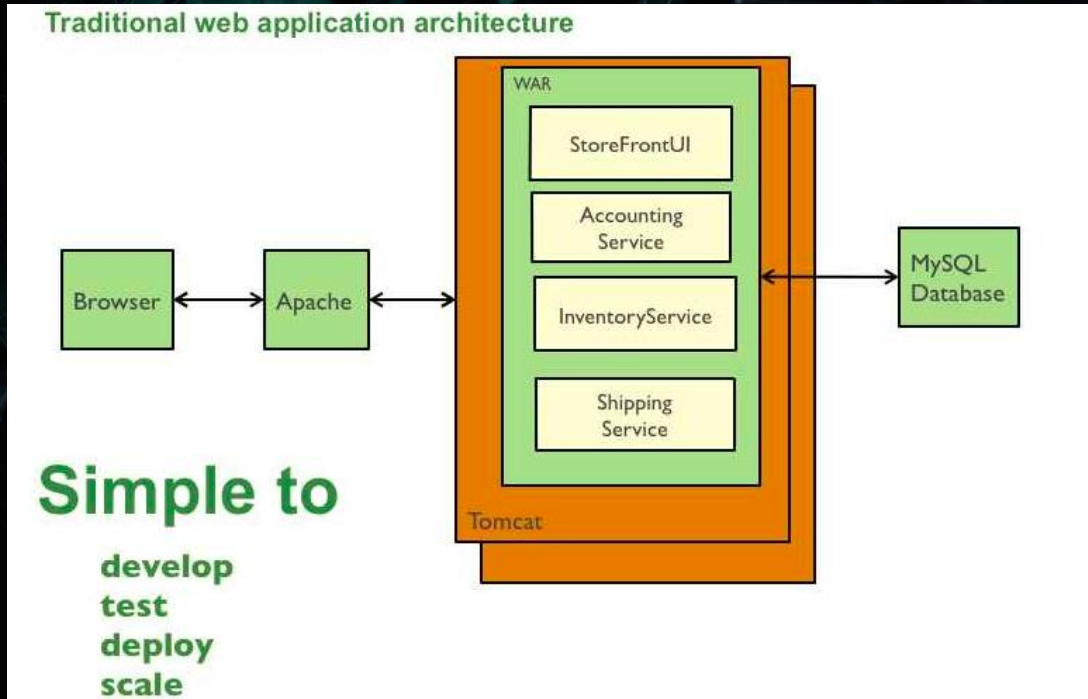 Traditional web application architecture
WAR
StoreFrontUI
Accounting
Service
InventoryService
Shipping
Service
Tomcat
Browser
Apache
MySQL
Database
Simple to
develop
test
deploy
scale